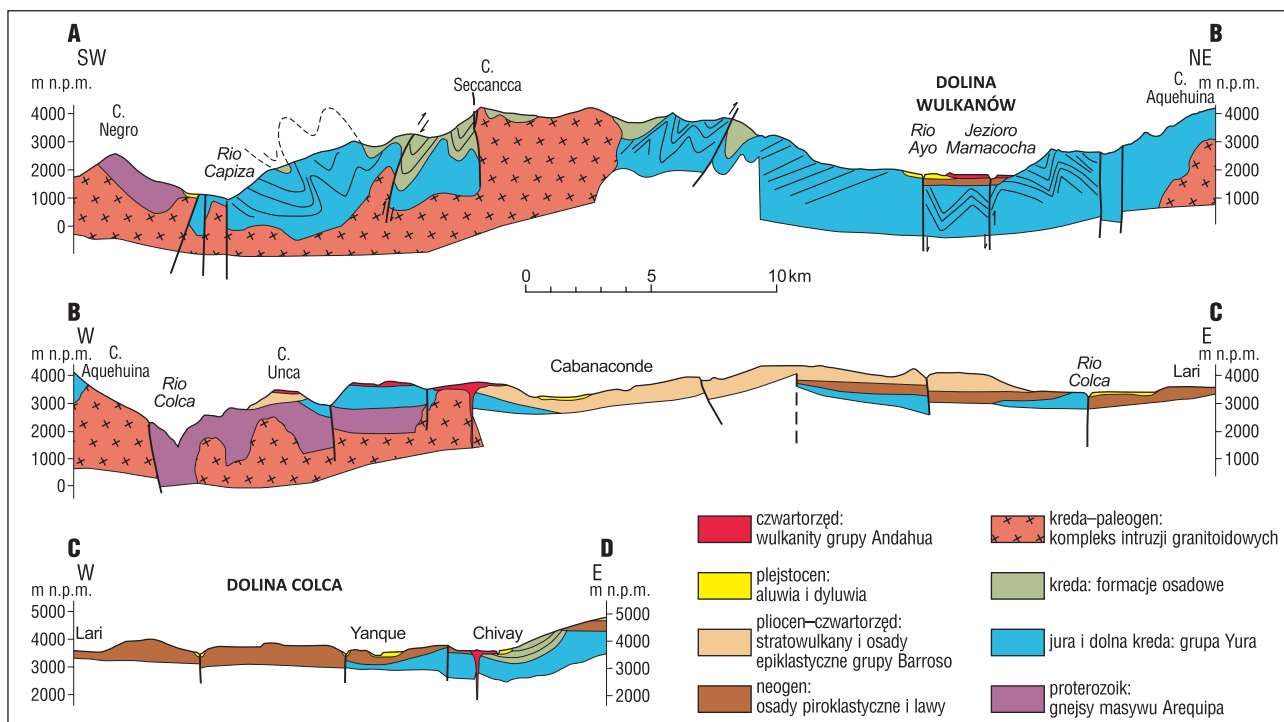 A
SW
m n.p.m.
4000
3000
2000
1000
0
C.
Negro
Rio
Capiza
C.
Seccancca
DOLINA
WULKANÓW
Rio
Ayo
Jezioro
Mamacocha
B
NE
C.
Aquehuina
m n.p.m.
4000
3000
2000
1000
0 5 10 km
B
W
m n.p.m.
4000
3000
2000
1000
0
C.
Aquehuina
Rio
Colca
C.
Unca
Cabanaconde
Rio
Colca
Lari
C
E
m n.p.m.
4000
3000
2000
1000
C
W
m n.p.m.
5000
4000
3000
2000
Lari
DOLINA COLCA
Yanque
Chivay
D
E
m n.p.m.
5000
4000
3000
2000
czwartorzęd:
wulkanity grupy Andahua
plejstocen:
aluwia i dyluwia
pliocen–czwartorzęd:
stratowulkany i osady
epiklastyczne grupy Barroso
neogen:
osady piroklastyczne i lawy
kreda–paleogen:
kompleks intruzji granitoidowych
kreda: formacje osadowe
jura i dolna kreda: grupa Yura
proterozoik:
gnejsy masywu Arequipa